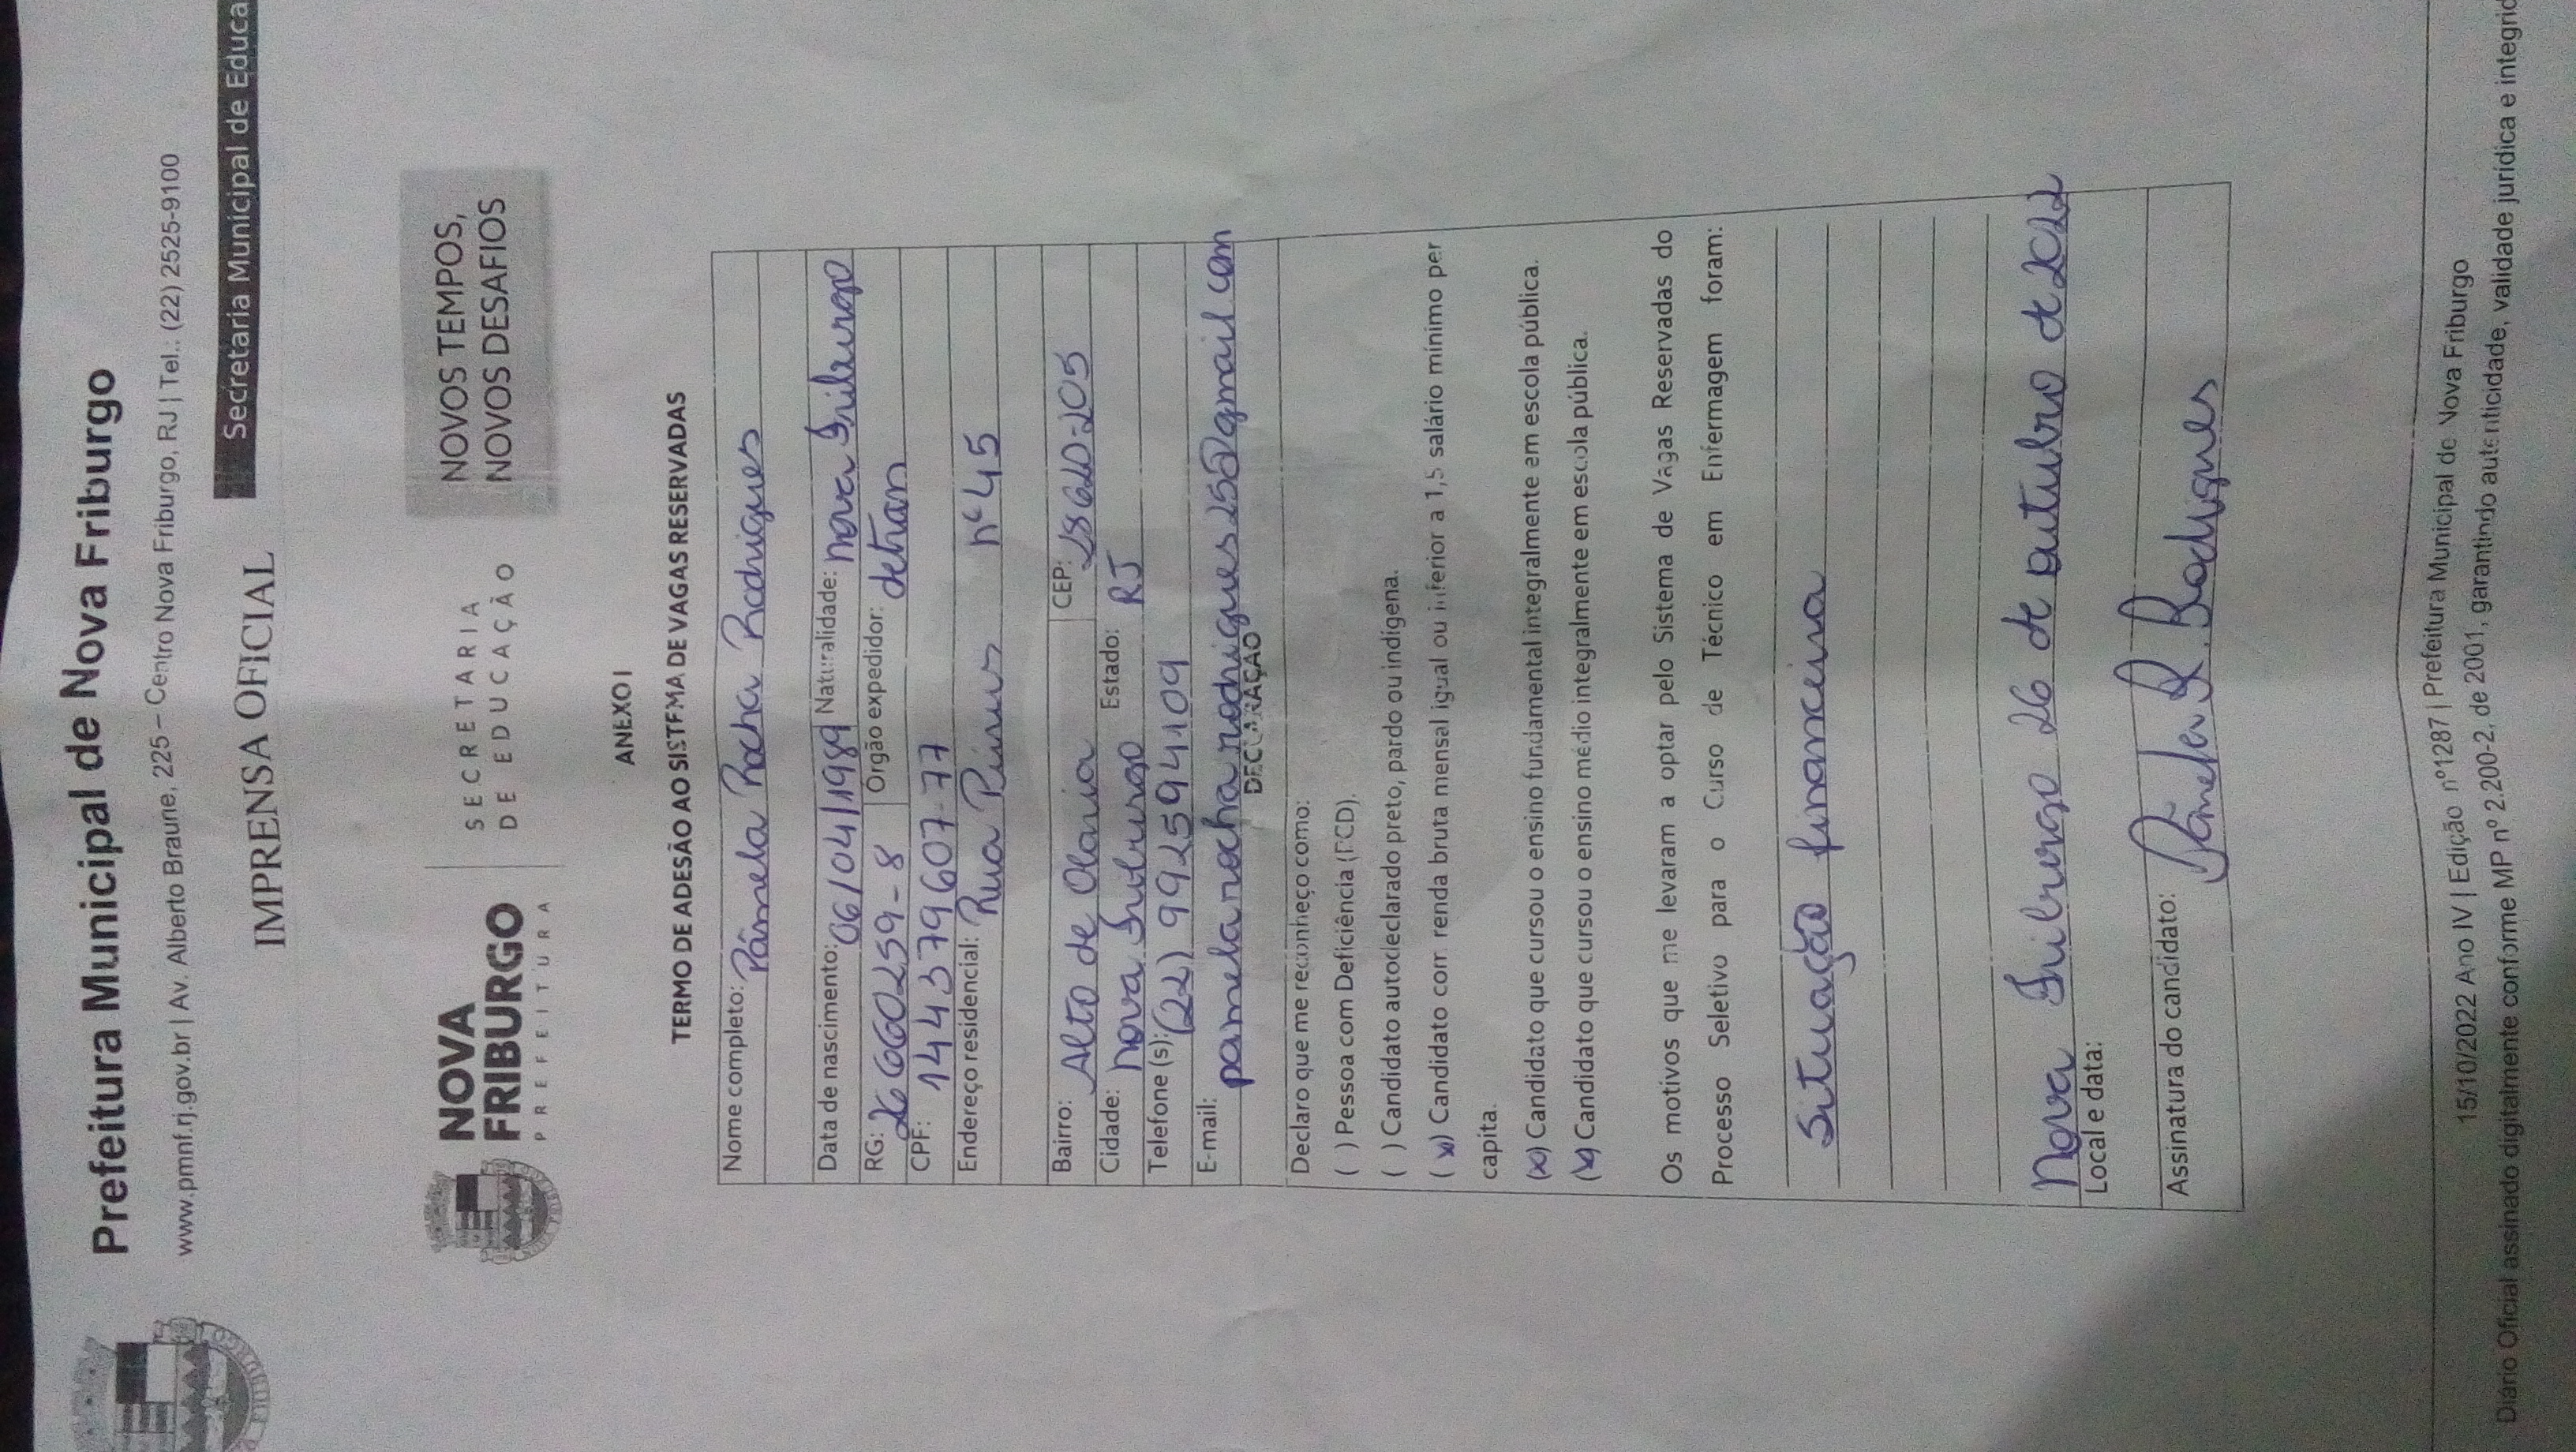 Prefeitura Municipal de Nova Friburgo
www.pmnf.rj.gov.br | Av. Alberto Braune, 225 – Centro Nova Friburgo, RJ | Tel.: (22) 2525-9100
IMPRENSA OFICIAL
Secretaria Municipal de Educa
NOVA FRIBURGO
PREFEITURA
SECRETARIA
DE EDUCAÇÃO
NOVOS TEMPOS,
NOVOS DESAFIOS
ANEXO I
TERMO DE ADESÃO AO SISTEMA DE VAGAS RESERVADAS
Nome completo: Pâmela Rocha Rodrigues
Data de nascimento: 06/04/1989 Naturalidade: Nova Friburgo
RG: 26660259-8 Orgão expedidor: detran
CPF: 144379607-77
Endereço residencial: Rua Pinus nº 45
Bairro: Alto de Olaria CEP: 28620-205
Cidade: Nova Friburgo Estado: RJ
Telefone (s): (22) 992594109
E-mail: pamelarocharodrigues25@gmail com
DECLARAÇÃO
Declaro que me reconheço como:
( ) Pessoa com Deficiência (PCD).
( ) Candidato autodeclarado preto, pardo ou indígena.
(x) Candidato com renda bruta mensal igual ou inferior a 1,5 salário mínimo per
capita.
(x) Candidato que cursou o ensino fundamental integralmente em escola pública.
(x) Candidato que cursou o ensino médio integralmente em escola pública.
Os motivos que me levaram a optar pelo Sistema de Vagas Reservadas do
Processo Seletivo para o Curso de Técnico em Enfermagem foram:
Situação financeira
Nova Friburgo 26 de outubro de 2022
Local e data:
Assinatura do candidato: Pâmela R. Rodrigues
15/10/2022 Ano IV | Edição nº1287 | Prefeitura Municipal de Nova Friburgo
Diário Oficial assinado digitalmente conforme MP nº 2.200-2, de 2001, garantindo autenticidade, validade jurídica e integrid